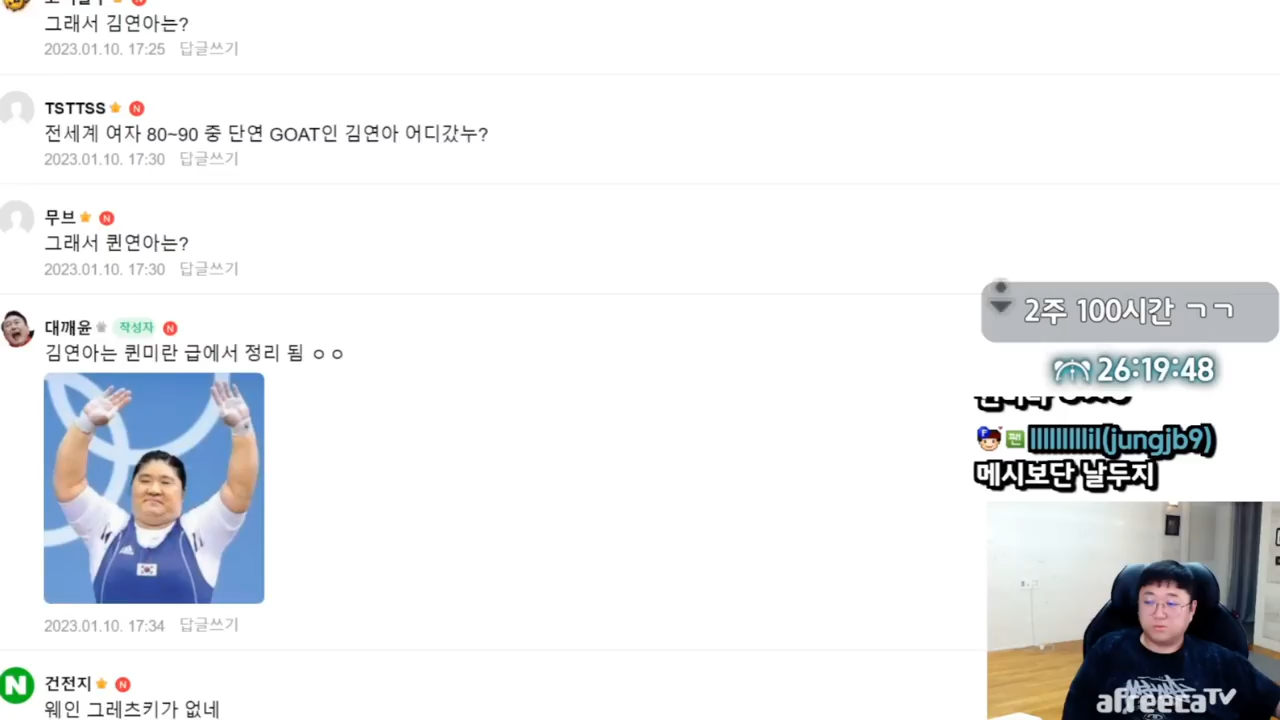 그래서 김연아는?
2023.01.10. 17:25 답글쓰기
TSTTSS N
전세계 여자 80~90 중 단연 GOAT인 김연아 어디갔누?
2023.01.10. 17:30 답글쓰기
무브 N
그래서 퀸연아는?
2023.01.10. 17:30 답글쓰기
대깨윤 작성자 N
김연아는 퀸미란 급에서 정리 됨 ㅇㅇ
2023.01.10. 17:34 답글쓰기
N 건전지 N
웨인 그레츠키가 없네
2주 100시간 ㄱㄱ
26:19:48
팬 llllllllllil(jungjb9)
메시보단 날두지
afreecaTV